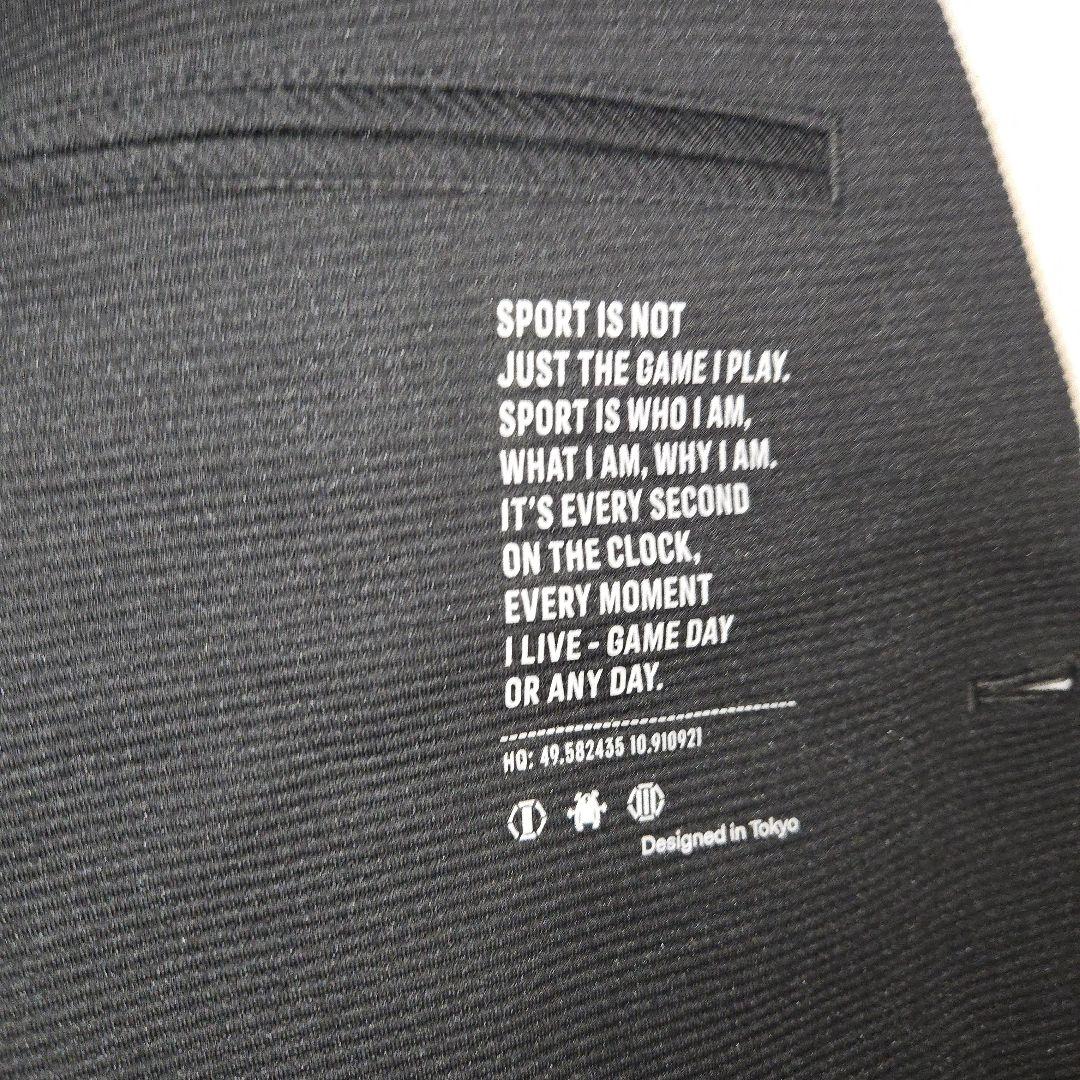 SPORT IS NOT
JUST THE GAME I PLAY.
SPORT IS WHO I AM,
WHAT I AM, WHY I AM.
IT'S EVERY SECOND
ON THE CLOCK,
EVERY MOMENT
I LIVE - GAME DAY
OR ANY DAY.
HQ: 49.582435 10.910921
Designed in Tokyo